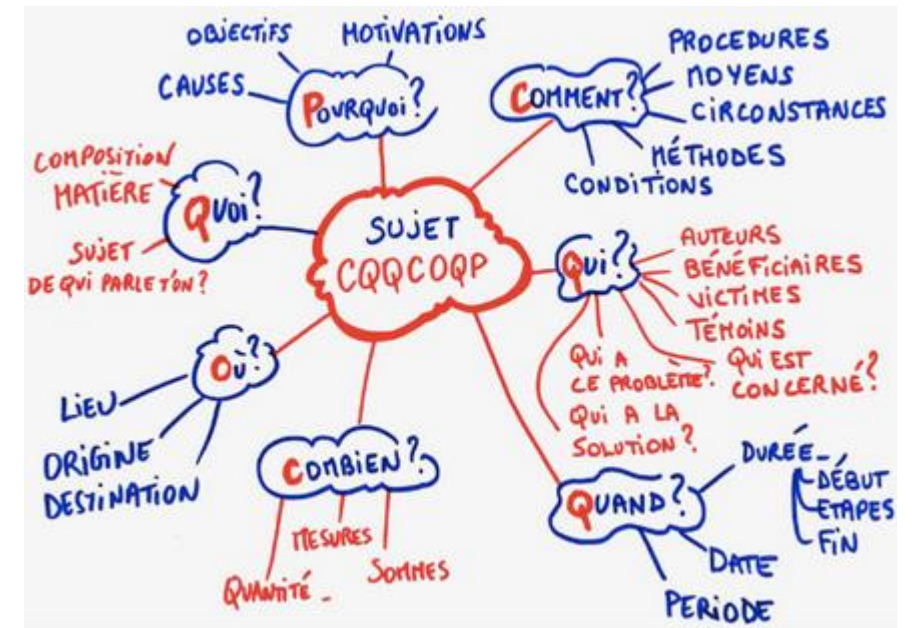 OBJECTIFS
MOTIVATIONS
CAUSES
POURQUOI?
COMMENT?
PROCEDURES
MOYENS
CIRCONSTANCES
MÉTHODES
CONDITIONS
COMPOSITION
MATIÈRE
QUOI?
SUJET
DE QUI PARLE T'ON?
SUJET
CQQCOQP
QUI?
AUTEURS
BÉNÉFICIAIRES
VICTIMES
TÉMOINS
QUI EST
CONCERNÉ?
QUI A
CE PROBLÈME?
QUI A LA
SOLUTION?
OÙ?
LIEU
ORIGINE
DESTINATION
COMBIEN?
QUANTITÉ
MESURES
SOMMES
QUAND?
DURÉE
DÉBUT
ETAPES
FIN
DATE
PERIODE